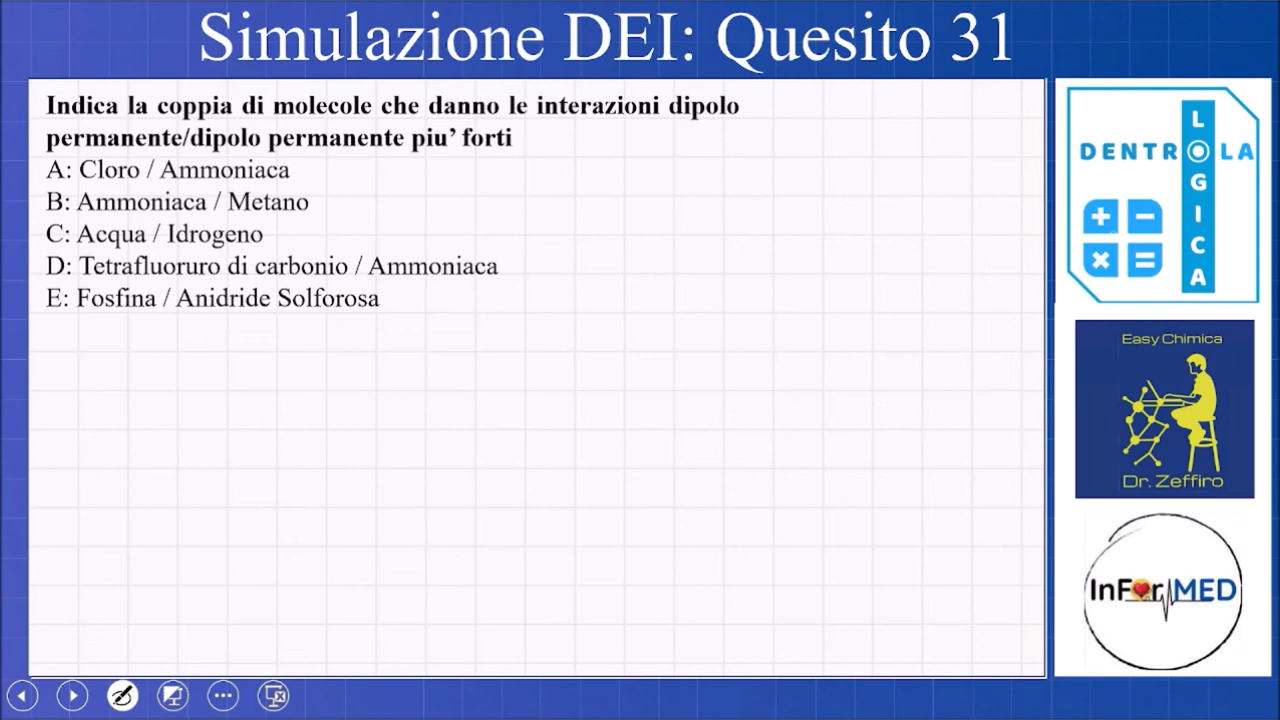 Simulazione DEI: Quesito 31
Indica la coppia di molecole che danno le interazioni dipolo
permanente/dipolo permanente piu’ forti
A: Cloro / Ammoniaca
B: Ammoniaca / Metano
C: Acqua / Idrogeno
D: Tetrafluoruro di carbonio / Ammoniaca
E: Fosfina / Anidride Solforosa
DENTRO LA
LOGICA
Easy Chimica
Dr. Zeffiro
InForMED